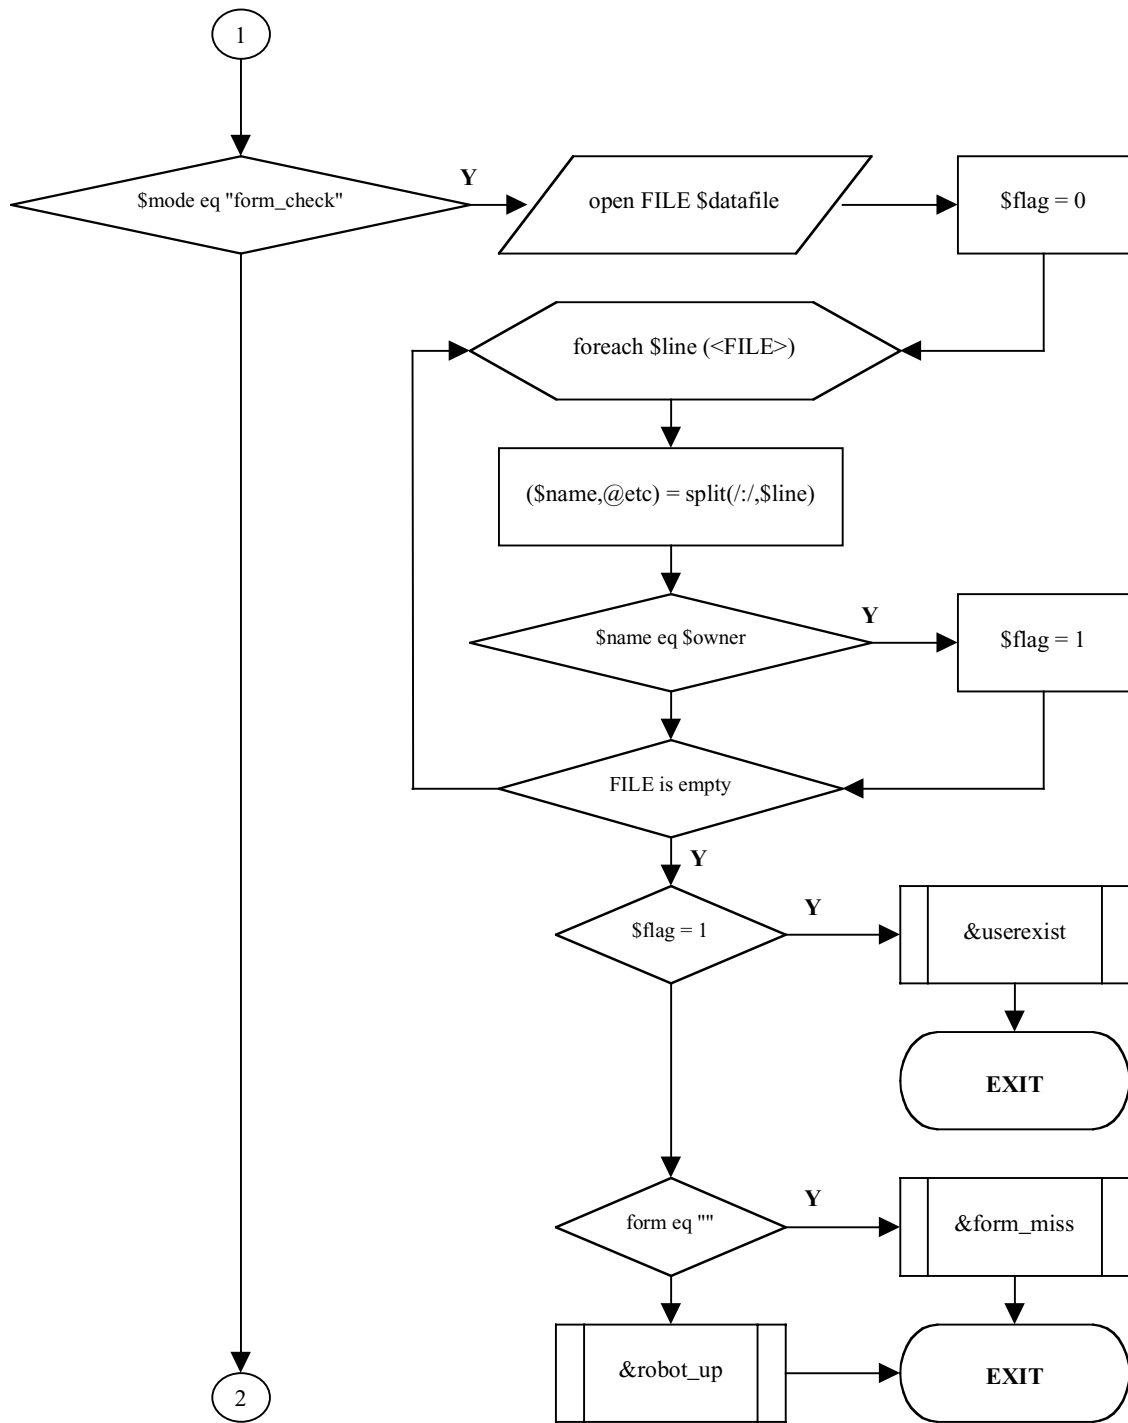 1
$mode eq "form_check"
Y
open FILE $datafile
$flag = 0
foreach $line (<FILE>)
($name,@etc) = split(/:/,$line)
$name eq $owner
Y
$flag = 1
FILE is empty
Y
$flag = 1
Y
&userexist
EXIT
form eq ""
Y
&form_miss
&robot_up
EXIT
2